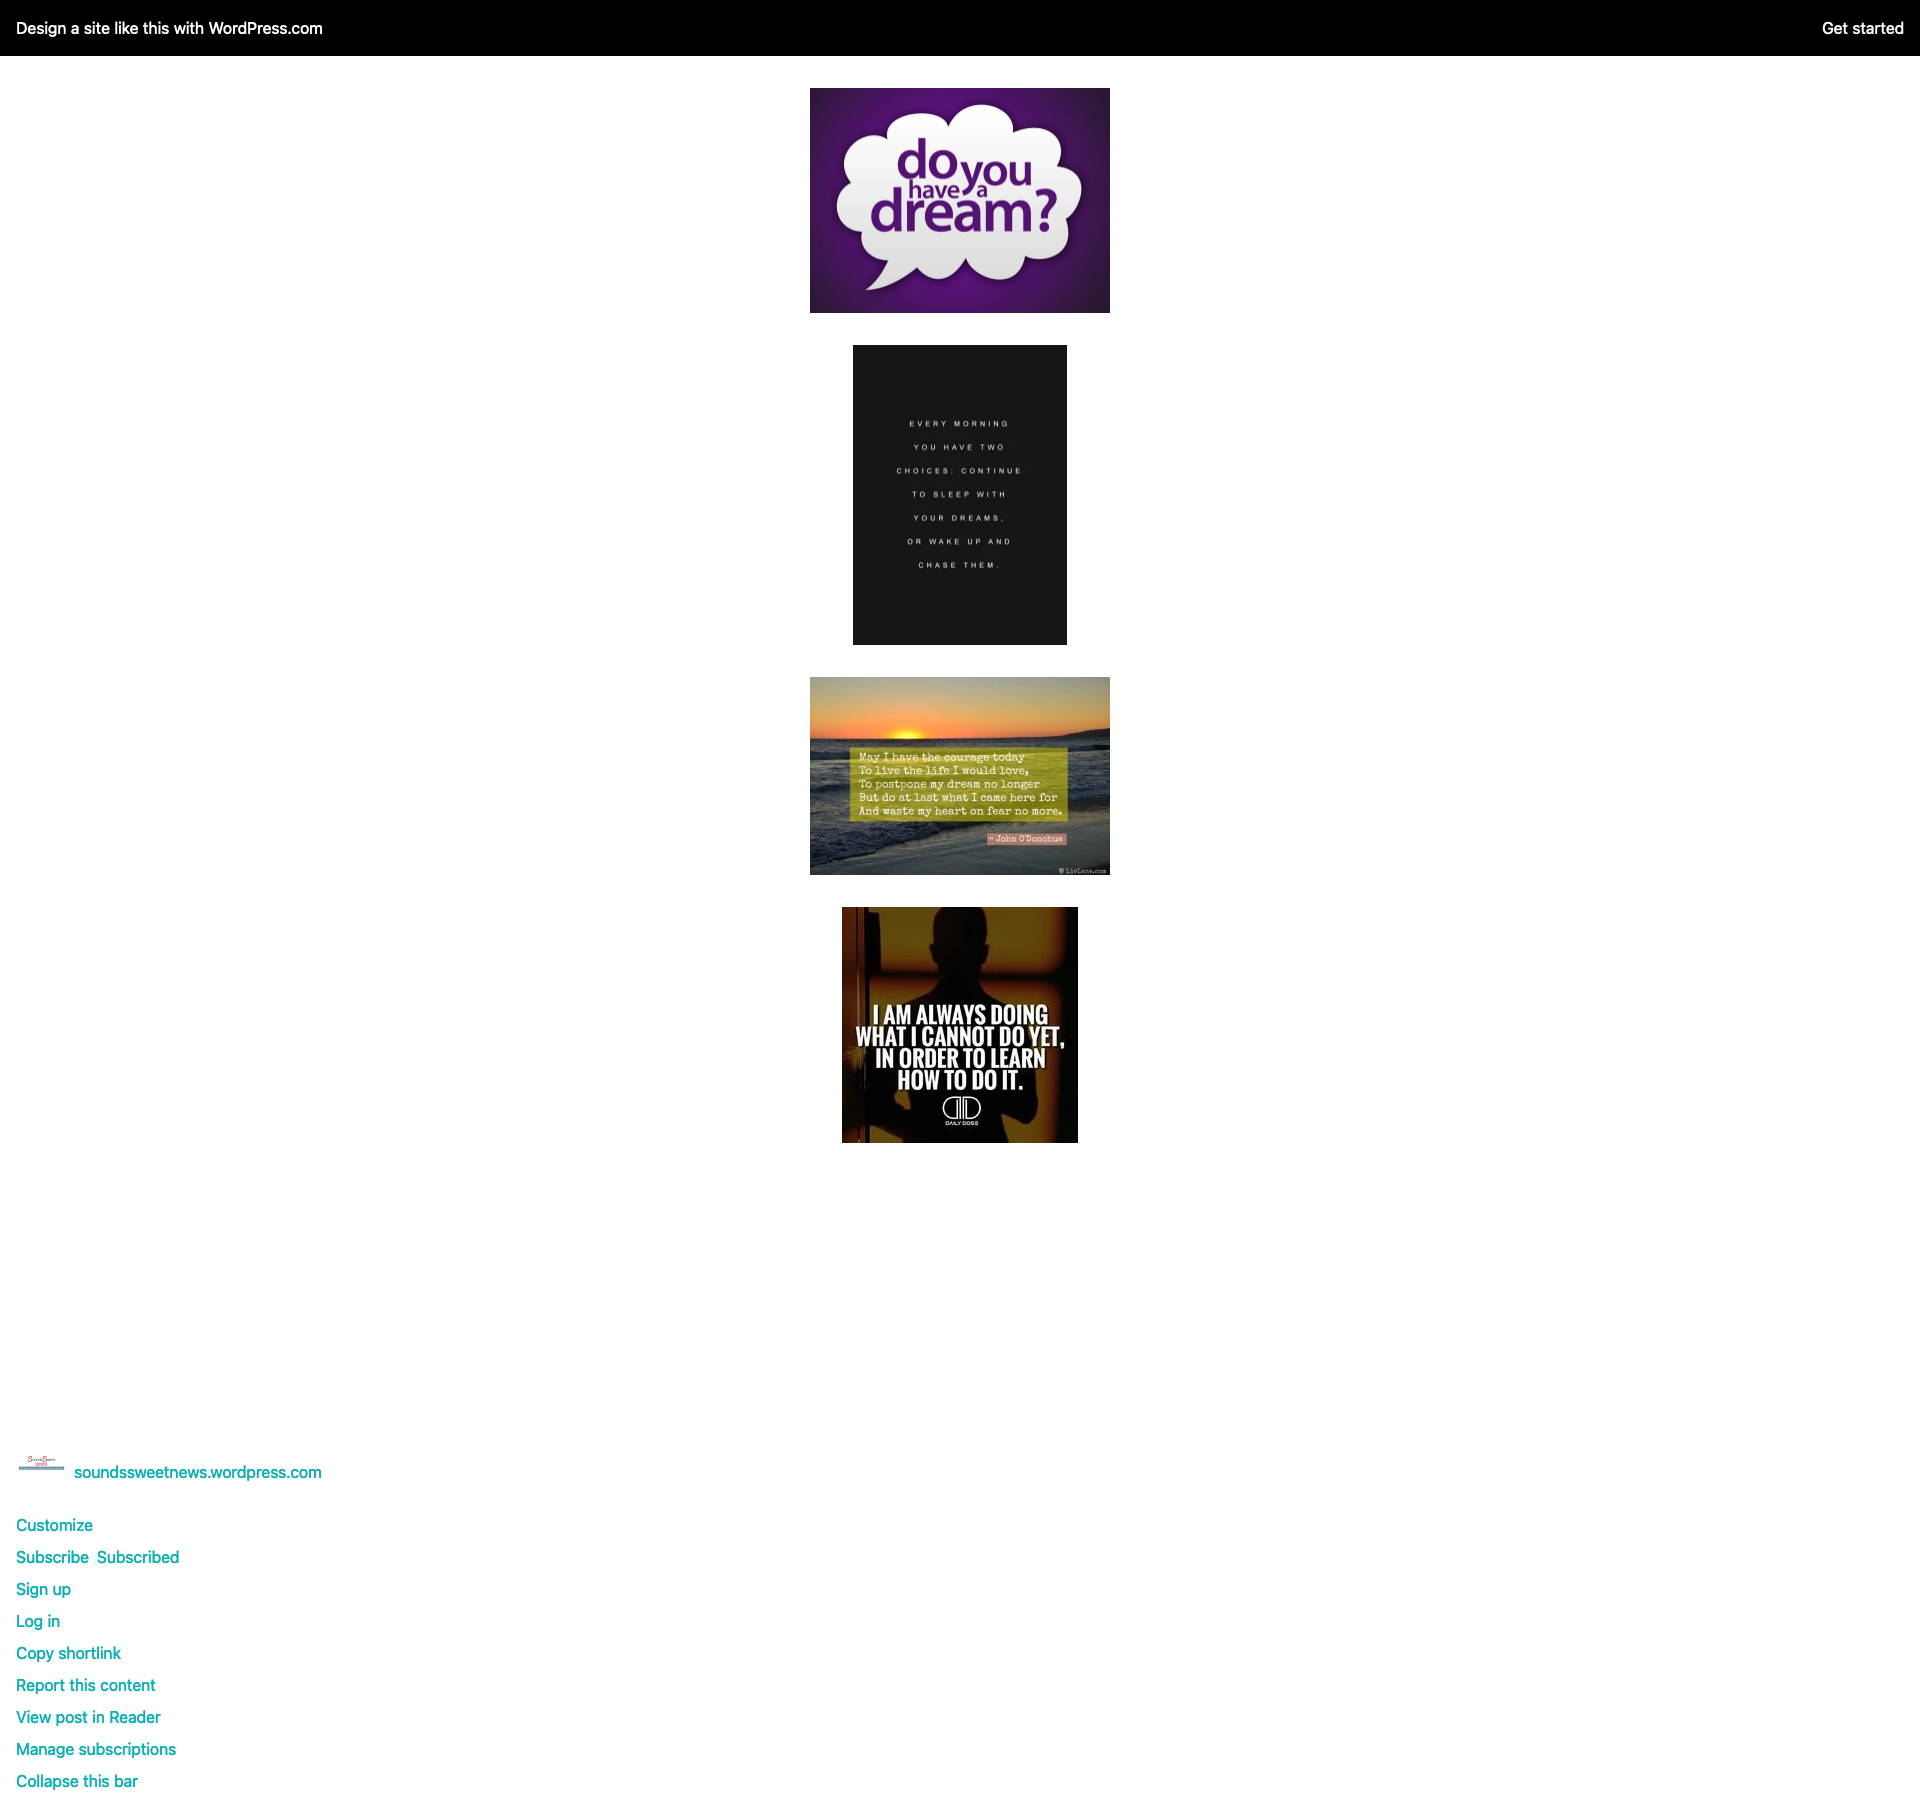 Design a site like this with WordPress.com
Get started
do you
have a
dream?
EVERY MORNING
YOU HAVE TWO
CHOICES: CONTINUE
TO SLEEP WITH
YOUR DREAMS,
OR WAKE UP AND
CHASE THEM.
May I have the courage today
To live the life I would love,
To postpone my dream no longer
But do at last what I came here for
And waste my heart on fear no more.
- John O'Donohue
LivLane.com
I AM ALWAYS DOING
WHAT I CANNOT DO YET,
IN ORDER TO LEARN
HOW TO DO IT.
DAILY DOSE
soundssweetnews.wordpress.com
Customize
Subscribe Subscribed
Sign up
Log in
Copy shortlink
Report this content
View post in Reader
Manage subscriptions
Collapse this bar